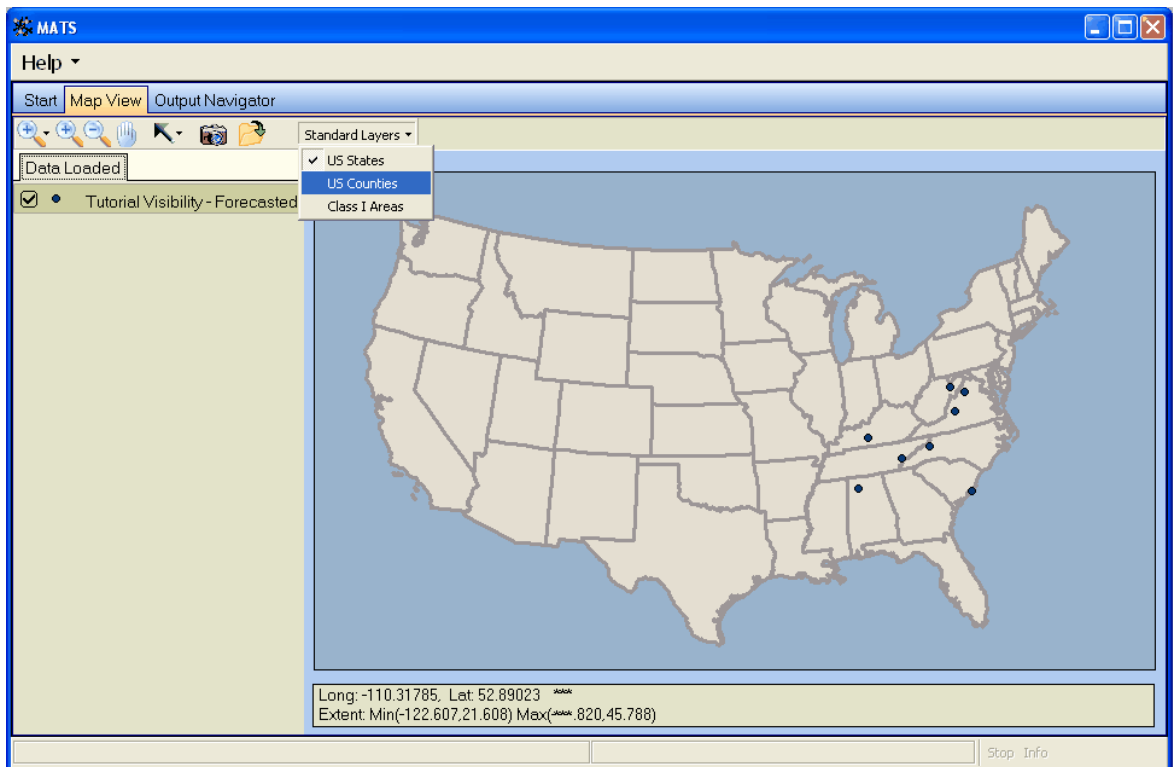 MATS
Help
Start Map View Output Navigator
Standard Layers
Data Loaded
US States
US Counties
Class I Areas
Tutorial Visibility - Forecasted
Long: -110.31785, Lat: 52.89023 ***
Extent: Min(-122.607,21.608) Max(***.820,45.788)
Stop Info